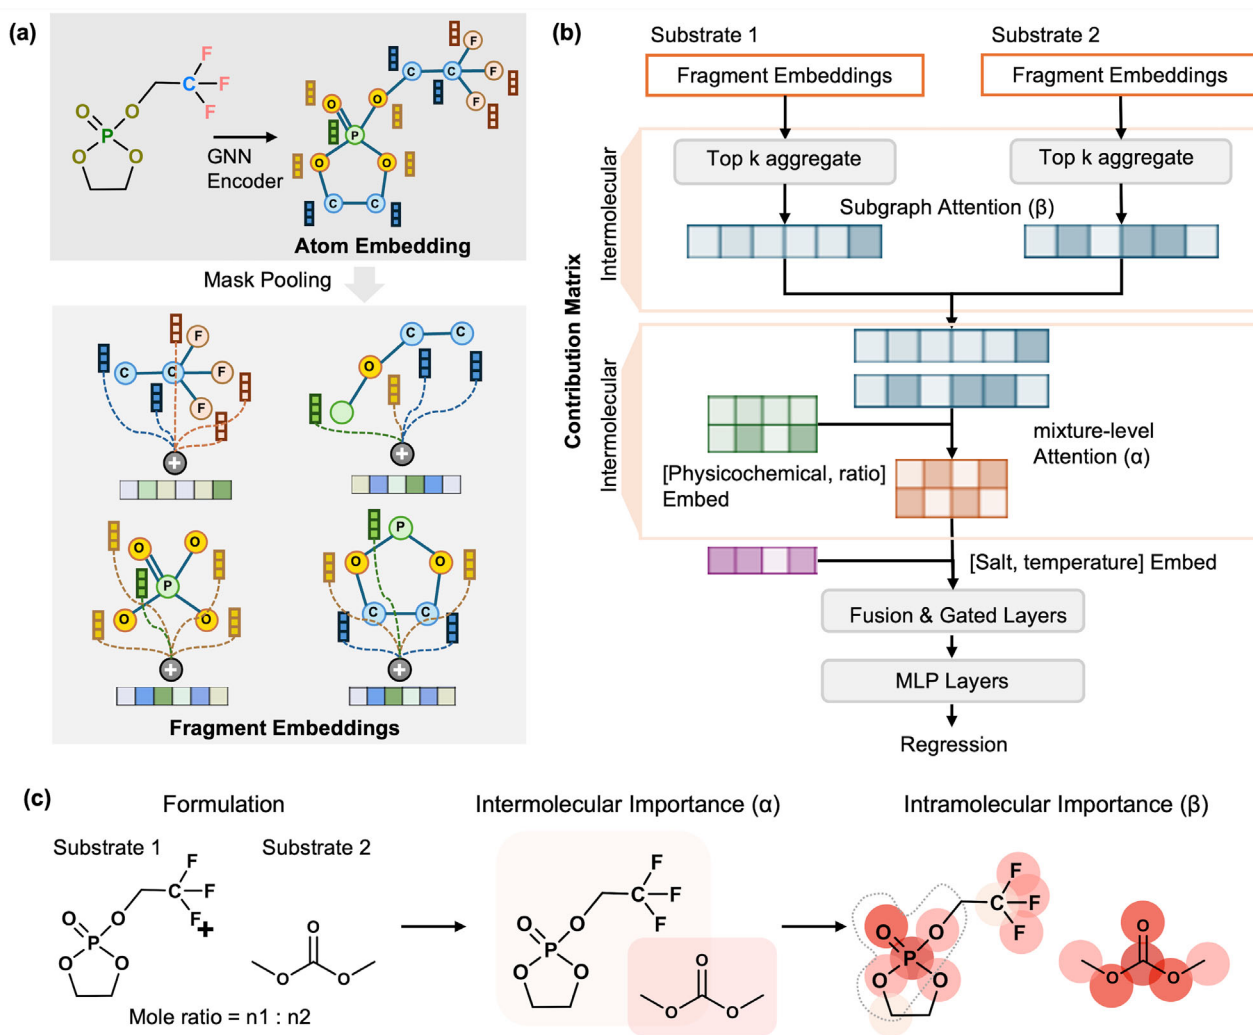 (a)
F
C
F
F
O
O
P
O
O
GNN
Encoder
F
C
C
F
F
O
O
P
O
O
C
C
Atom Embedding
Mask Pooling
F
C
C
F
F
C
C
O
O
O
P
O
O
P
O
O
C
C
Fragment Embeddings
(b)
Substrate 1
Substrate 2
Fragment Embeddings
Fragment Embeddings
Contribution Matrix
Intermolecular
Top k aggregate
Top k aggregate
Subgraph Attention (β)
Intermolecular
mixture-level
Attention (α)
[Physicochemical, ratio]
Embed
[Salt, temperature] Embed
Fusion & Gated Layers
MLP Layers
Regression
(c)
Formulation
Intermolecular Importance (α)
Intramolecular Importance (β)
Substrate 1
Substrate 2
F
C
F
F
+
O
O
P
O
O
O
O
O
Mole ratio = n1 : n2
F
C
F
F
O
O
P
O
O
O
O
O
F
C
F
F
O
O
P
O
O
O
C
O
O